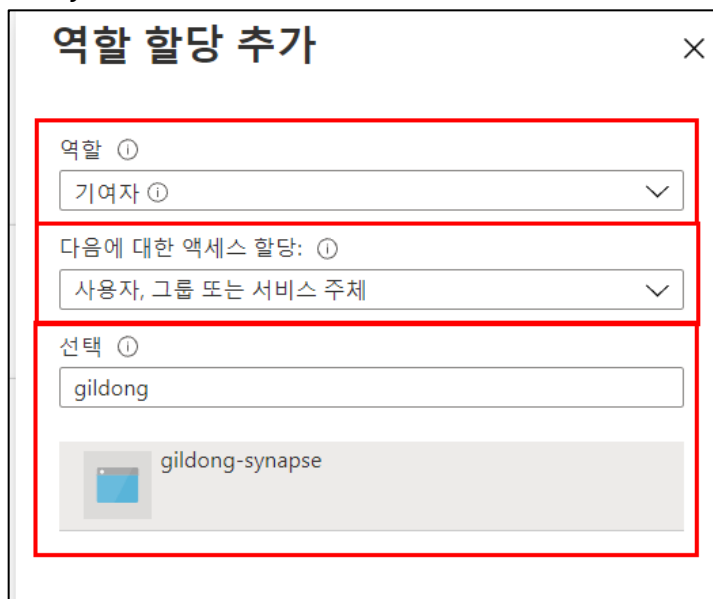 역할 할당 추가
역할
기여자
다음에 대한 액세스 할당:
사용자, 그룹 또는 서비스 주체
선택
gildong
gildong-synapse